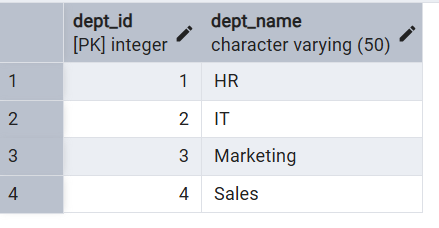 dept_id dept_name
[PK] integer character varying (50)
1 1 HR
2 2 IT
3 3 Marketing
4 4 Sales